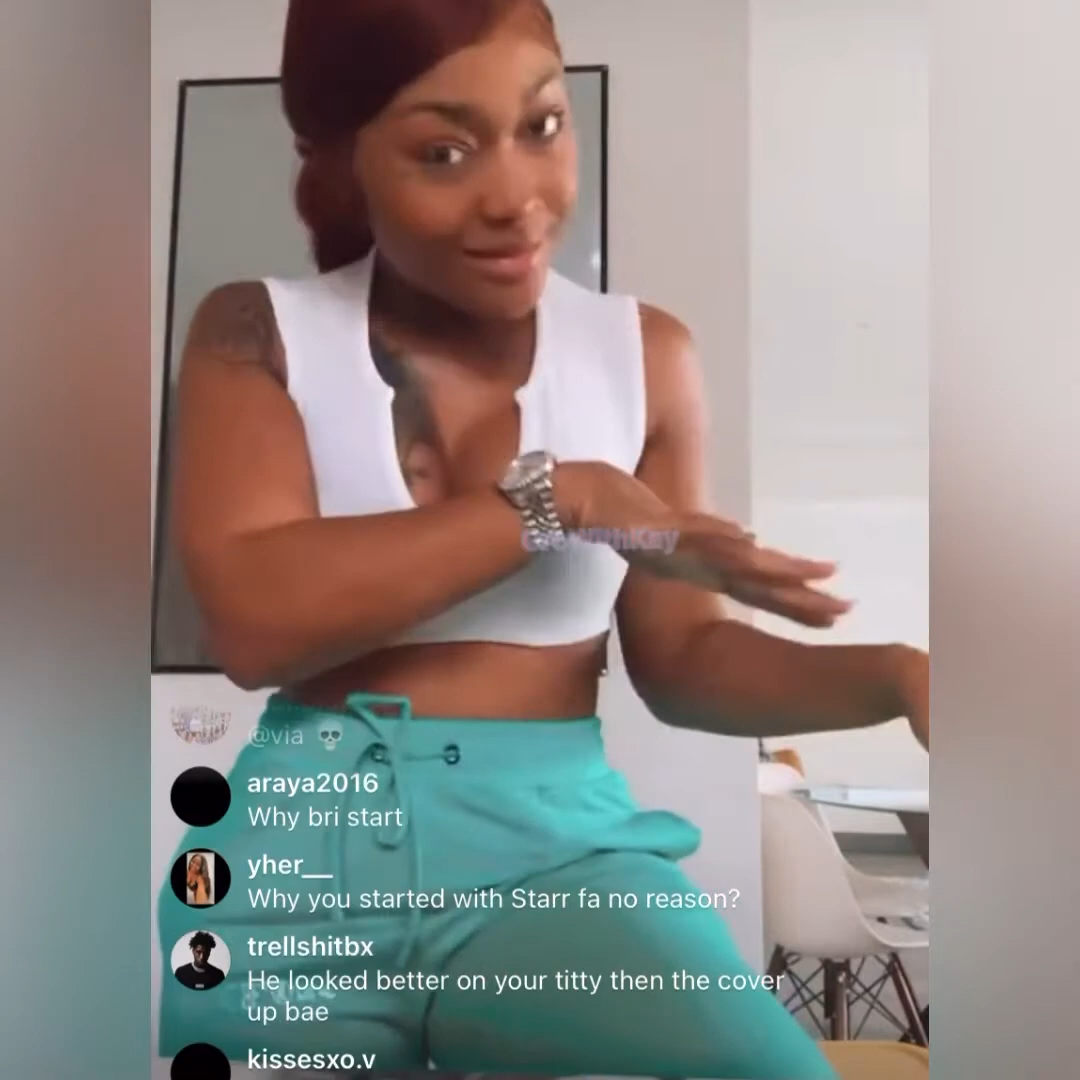 @via 💀
araya2016
Why bri start
yher__
Why you started with Starr fa no reason?
trellshitbx
He looked better on your titty then the cover
up bae
kissesxo.v